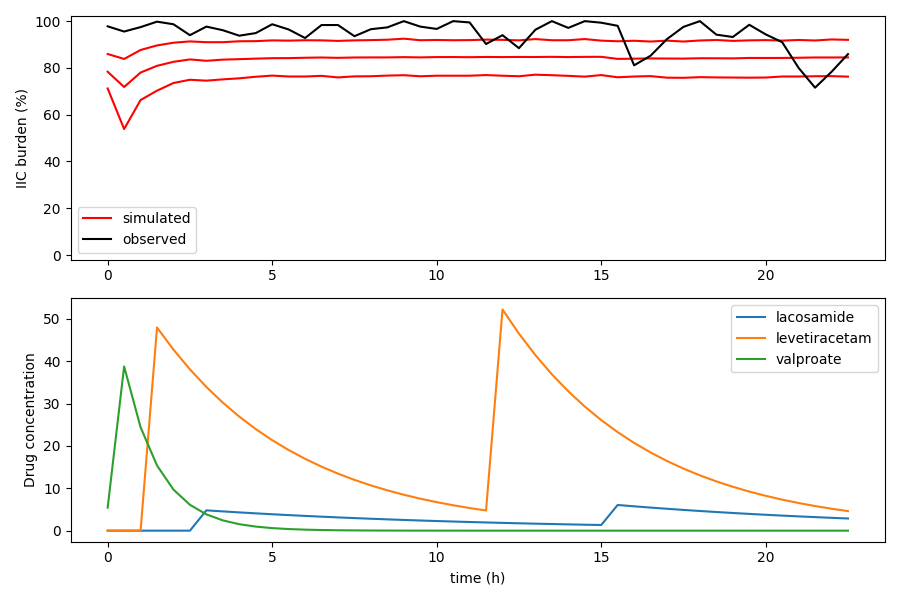 100
80
60
40
20
0
IIC burden (%)
simulated
observed
0 5 10 15 20
50
40
30
20
10
0
Drug concentration
lacosamide
levetiracetam
valproate
0 5 10 15 20
time (h)